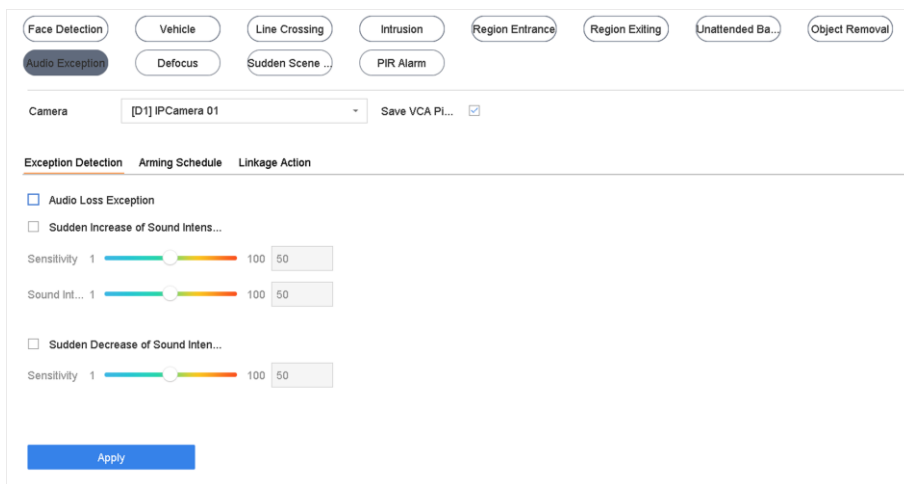 Face Detection Vehicle Line Crossing Intrusion Region Entrance Region Exiting Unattended Ba... Object Removal
Audio Exception Defocus Sudden Scene ... PIR Alarm
Camera [D1] IPCamera 01 Save VCA Pi...
Exception Detection Arming Schedule Linkage Action
Audio Loss Exception
Sudden Increase of Sound Intens...
Sensitivity 1 100 50
Sound Int... 1 100 50
Sudden Decrease of Sound Inten...
Sensitivity 1 100 50
Apply